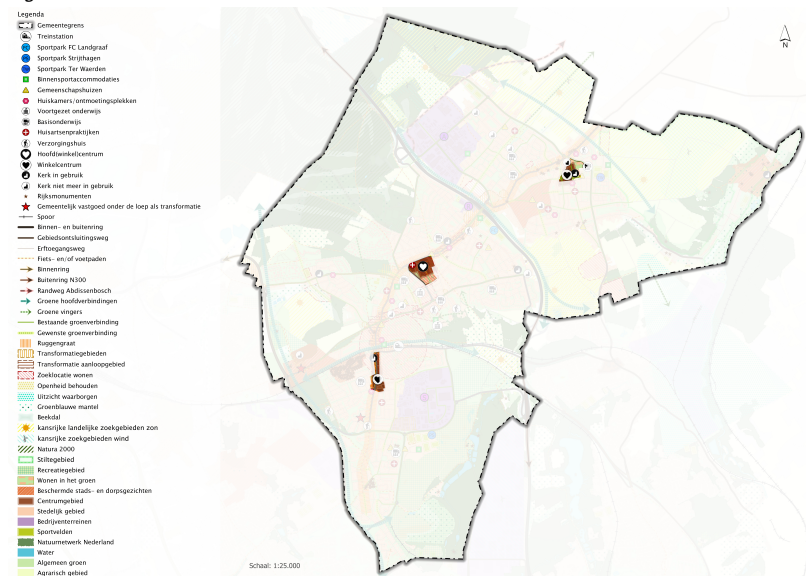 Legenda
Gemeentegrens
Treinstation
Sportpark FC Landgraaf
Sportpark Strijthagen
Sportpark Ter Waerden
Binnensportaccommodaties
Gemeenschapshuizen
Huiskamers/ontmoetingsplekken
Voortgezet onderwijs
Basisonderwijs
Huisartsenpraktijken
Verzorgingshuis
Hoofd(winkel)centrum
Winkelcentrum
Kerk in gebruik
Kerk niet meer in gebruik
Rijksmonumenten
Gemeentelijk vastgoed onder de loep als transformatie
Spoor
Binnen- en buitenring
Gebiedsontsluitingsweg
Erftoegangsweg
Fiets- en/of voetpaden
Binnenring
Buitenring N300
Randweg Abdissenbosch
Groene hoofdverbindingen
Groene vingers
Bestaande groenverbinding
Gewenste groenverbinding
Ruggengraat
Transformatiegebieden
Transformatie aanloopgebied
Zoeklocatie wonen
Openheid behouden
Uitzicht waarborgen
Groenblauwe mantel
Beekdal
kansrijke landelijke zoekgebieden zon
kansrijke zoekgebieden wind
Natura 2000
Stiltegebied
Recreatiegebied
Wonen in het groen
Beschermde stads- en dorpsgezichten
Centrumgebied
Stedelijk gebied
Bedrijventerreinen
Sportvelden
Natuurnetwerk Nederland
Water
Algemeen groen
Agrarisch gebied
N
Schaal: 1:25.000